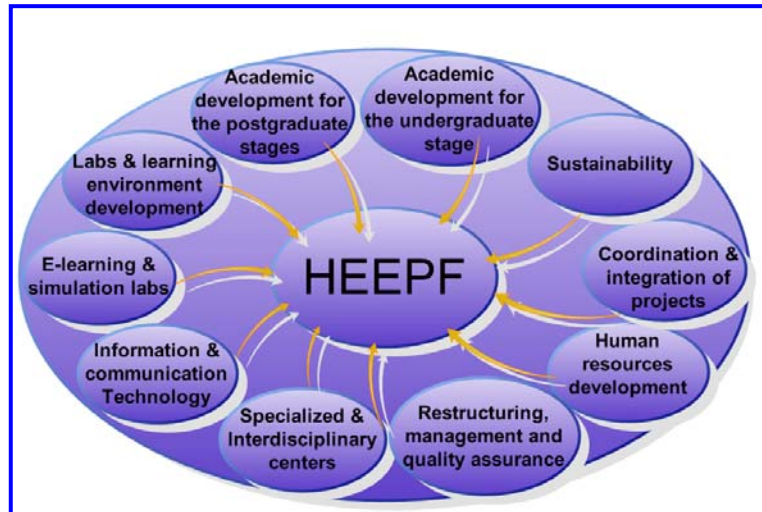 Academic
development for
the postgraduate
stages
Academic
development for
the undergraduate
stage
Sustainability
Labs & learning
environment
development
HEEPF
Coordination &
integration of
projects
E-learning &
simulation labs
Human
resources
development
Information &
communication
Technology
Specialized &
Interdisciplinary
centers
Restructuring,
management and
quality assurance